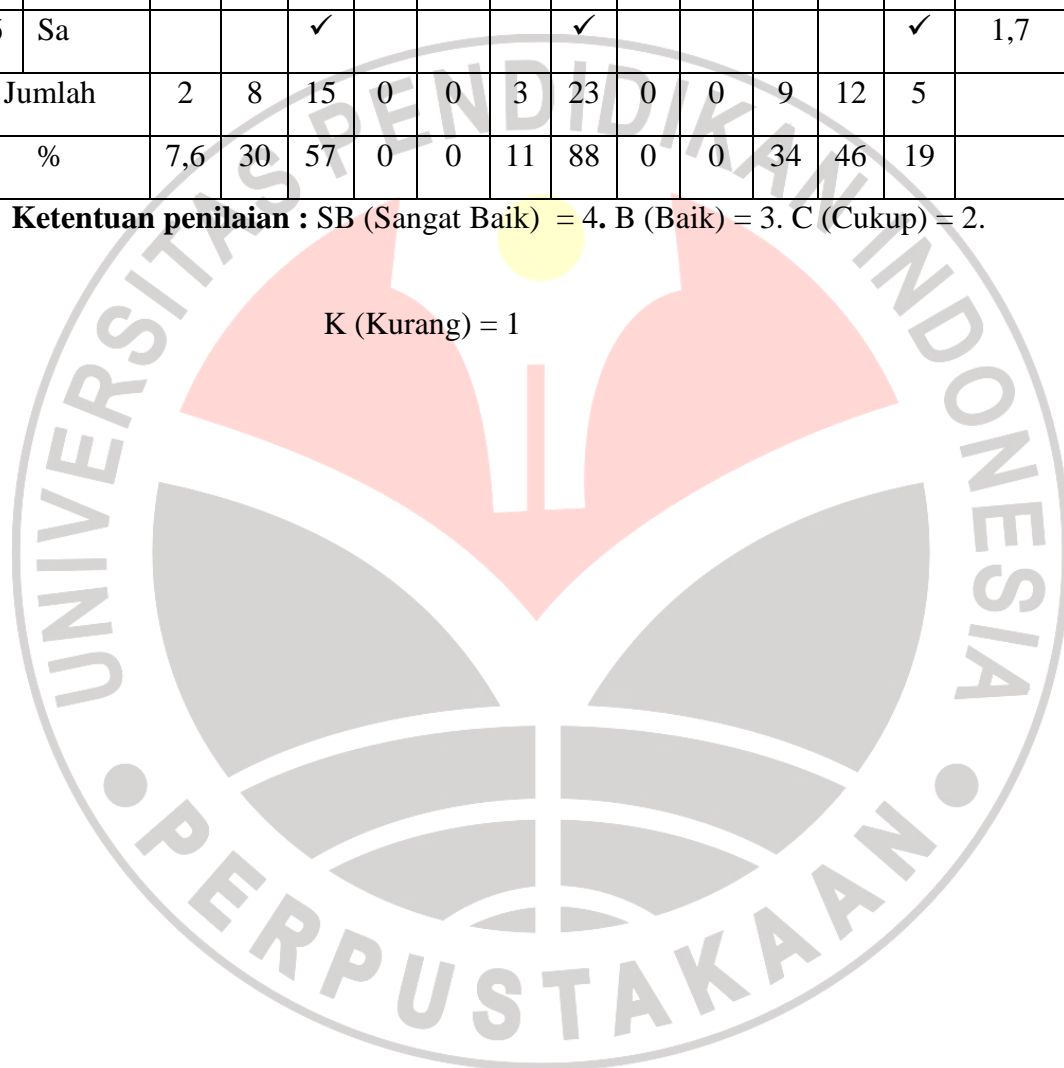 Sa ✓ ✓ ✓ 1,7
Jumlah 2 8 15 0 0 3 23 0 0 9 12 5
% 7,6 30 57 0 0 11 88 0 0 34 46 19
Ketentuan penilaian : SB (Sangat Baik) = 4. B (Baik) = 3. C (Cukup) = 2.
K (Kurang) = 1
UNIVERSITAS PENDIDIKAN INDONESIA
PERPUSTAKAAN